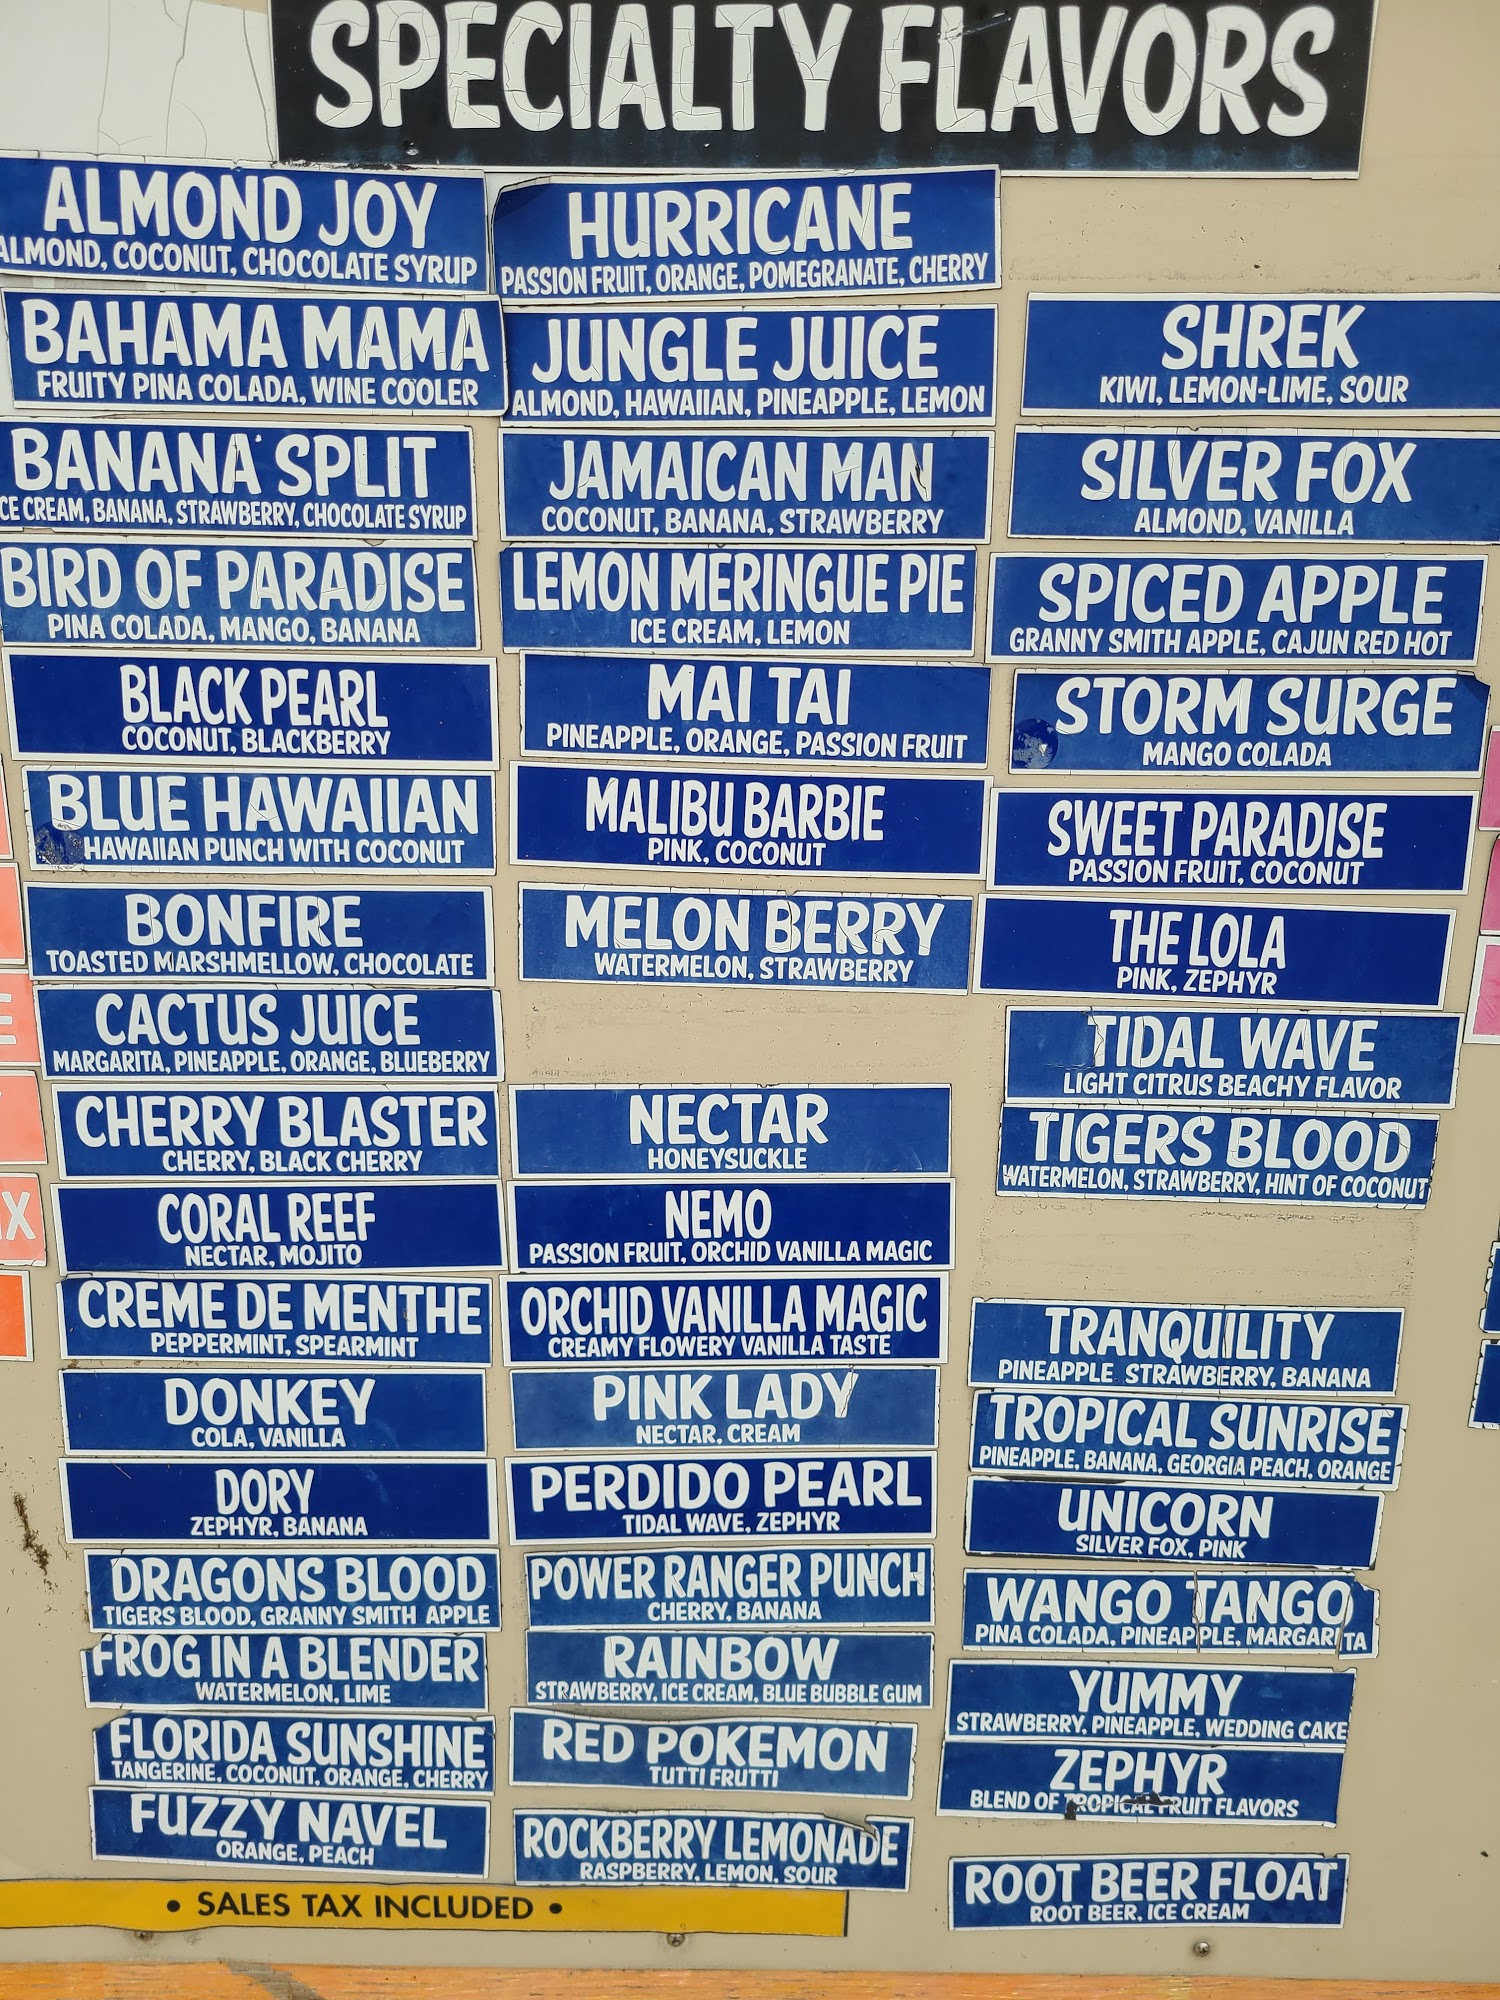 SPECIALTY FLAVORS
ALMOND JOY
ALMOND, COCONUT, CHOCOLATE SYRUP
BAHAMA MAMA
FRUITY PINA COLADA, WINE COOLER
BANANA SPLIT
CE CREAM, BANANA, STRAWBERRY, CHOCOLATE SYRUP
BIRD OF PARADISE
PINA COLADA, MANGO, BANANA
BLACK PEARL
COCONUT, BLACKBERRY
BLUE HAWAIIAN
HAWAIIAN PUNCH WITH COCONUT
BONFIRE
TOASTED MARSHMELLOW, CHOCOLATE
CACTUS JUICE
MARGARITA, PINEAPPLE, ORANGE, BLUEBERRY
CHERRY BLASTER
CHERRY, BLACK CHERRY
CORAL REEF
NECTAR, MOJITO
CREME DE MENTHE
PEPPERMINT, SPEARMINT
DONKEY
COLA, VANILLA
DORY
ZEPHYR, BANANA
DRAGONS BLOOD
TIGERS BLOOD, GRANNY SMITH APPLE
FROG IN A BLENDER
WATERMELON, LIME
FLORIDA SUNSHINE
TANGERINE, COCONUT, ORANGE, CHERRY
FUZZY NAVEL
ORANGE, PEACH
• SALES TAX INCLUDED •
HURRICANE
PASSION FRUIT, ORANGE, POMEGRANATE, CHERRY
JUNGLE JUICE
ALMOND, HAWAIIAN, PINEAPPLE, LEMON
JAMAICAN MAN
COCONUT, BANANA, STRAWBERRY
LEMON MERINGUE PIE
ICE CREAM, LEMON
MAI TAI
PINEAPPLE, ORANGE, PASSION FRUIT
MALIBU BARBIE
PINK, COCONUT
MELON BERRY
WATERMELON, STRAWBERRY
NECTAR
HONEYSUCKLE
NEMO
PASSION FRUIT, ORCHID VANILLA MAGIC
ORCHID VANILLA MAGIC
CREAMY FLOWERY VANILLA TASTE
PINK LADY
NECTAR, CREAM
PERDIDO PEARL
TIDAL WAVE, ZEPHYR
POWER RANGER PUNCH
CHERRY, BANANA
RAINBOW
STRAWBERRY, ICE CREAM, BLUE BUBBLE GUM
RED POKEMON
TUTTI FRUTTI
ROCKBERRY LEMONADE
RASPBERRY, LEMON, SOUR
SHREK
KIWI, LEMON-LIME, SOUR
SILVER FOX
ALMOND, VANILLA
SPICED APPLE
GRANNY SMITH APPLE, CAJUN RED HOT
STORM SURGE
MANGO COLADA
SWEET PARADISE
PASSION FRUIT, COCONUT
THE LOLA
PINK, ZEPHYR
TIDAL WAVE
LIGHT CITRUS BEACHY FLAVOR
TIGERS BLOOD
WATERMELON, STRAWBERRY, HINT OF COCONUT
TRANQUILITY
PINEAPPLE STRAWBERRY, BANANA
TROPICAL SUNRISE
PINEAPPLE, BANANA, GEORGIA PEACH, ORANGE
UNICORN
SILVER FOX, PINK
WANGO TANGO
PINA COLADA, PINEAPPLE, MARGARITA
YUMMY
STRAWBERRY, PINEAPPLE, WEDDING CAKE
ZEPHYR
BLEND OF TROPICAL FRUIT FLAVORS
ROOT BEER FLOAT
ROOT BEER, ICE CREAM